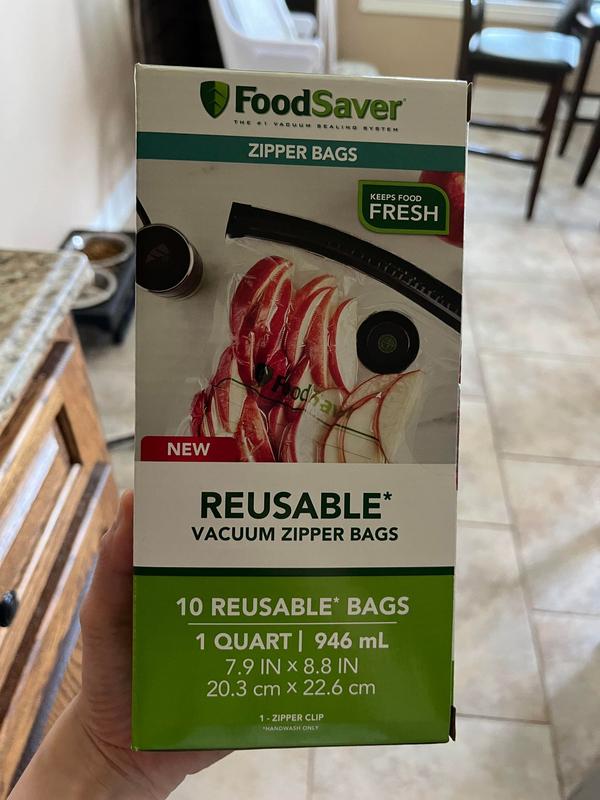 FoodSaver®
THE #1 VACUUM SEALING SYSTEM
ZIPPER BAGS
KEEPS FOOD
FRESH
FoodSaver
NEW
REUSABLE*
VACUUM ZIPPER BAGS
10 REUSABLE* BAGS
1 QUART | 946 mL
7.9 IN x 8.8 IN
20.3 cm x 22.6 cm
1 - ZIPPER CLIP
*HANDWASH ONLY